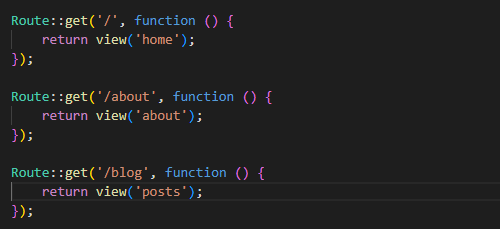 Route::get('/', function () {
    return view('home');
});

Route::get('/about', function () {
    return view('about');
});

Route::get('/blog', function () {
    return view('posts');
});